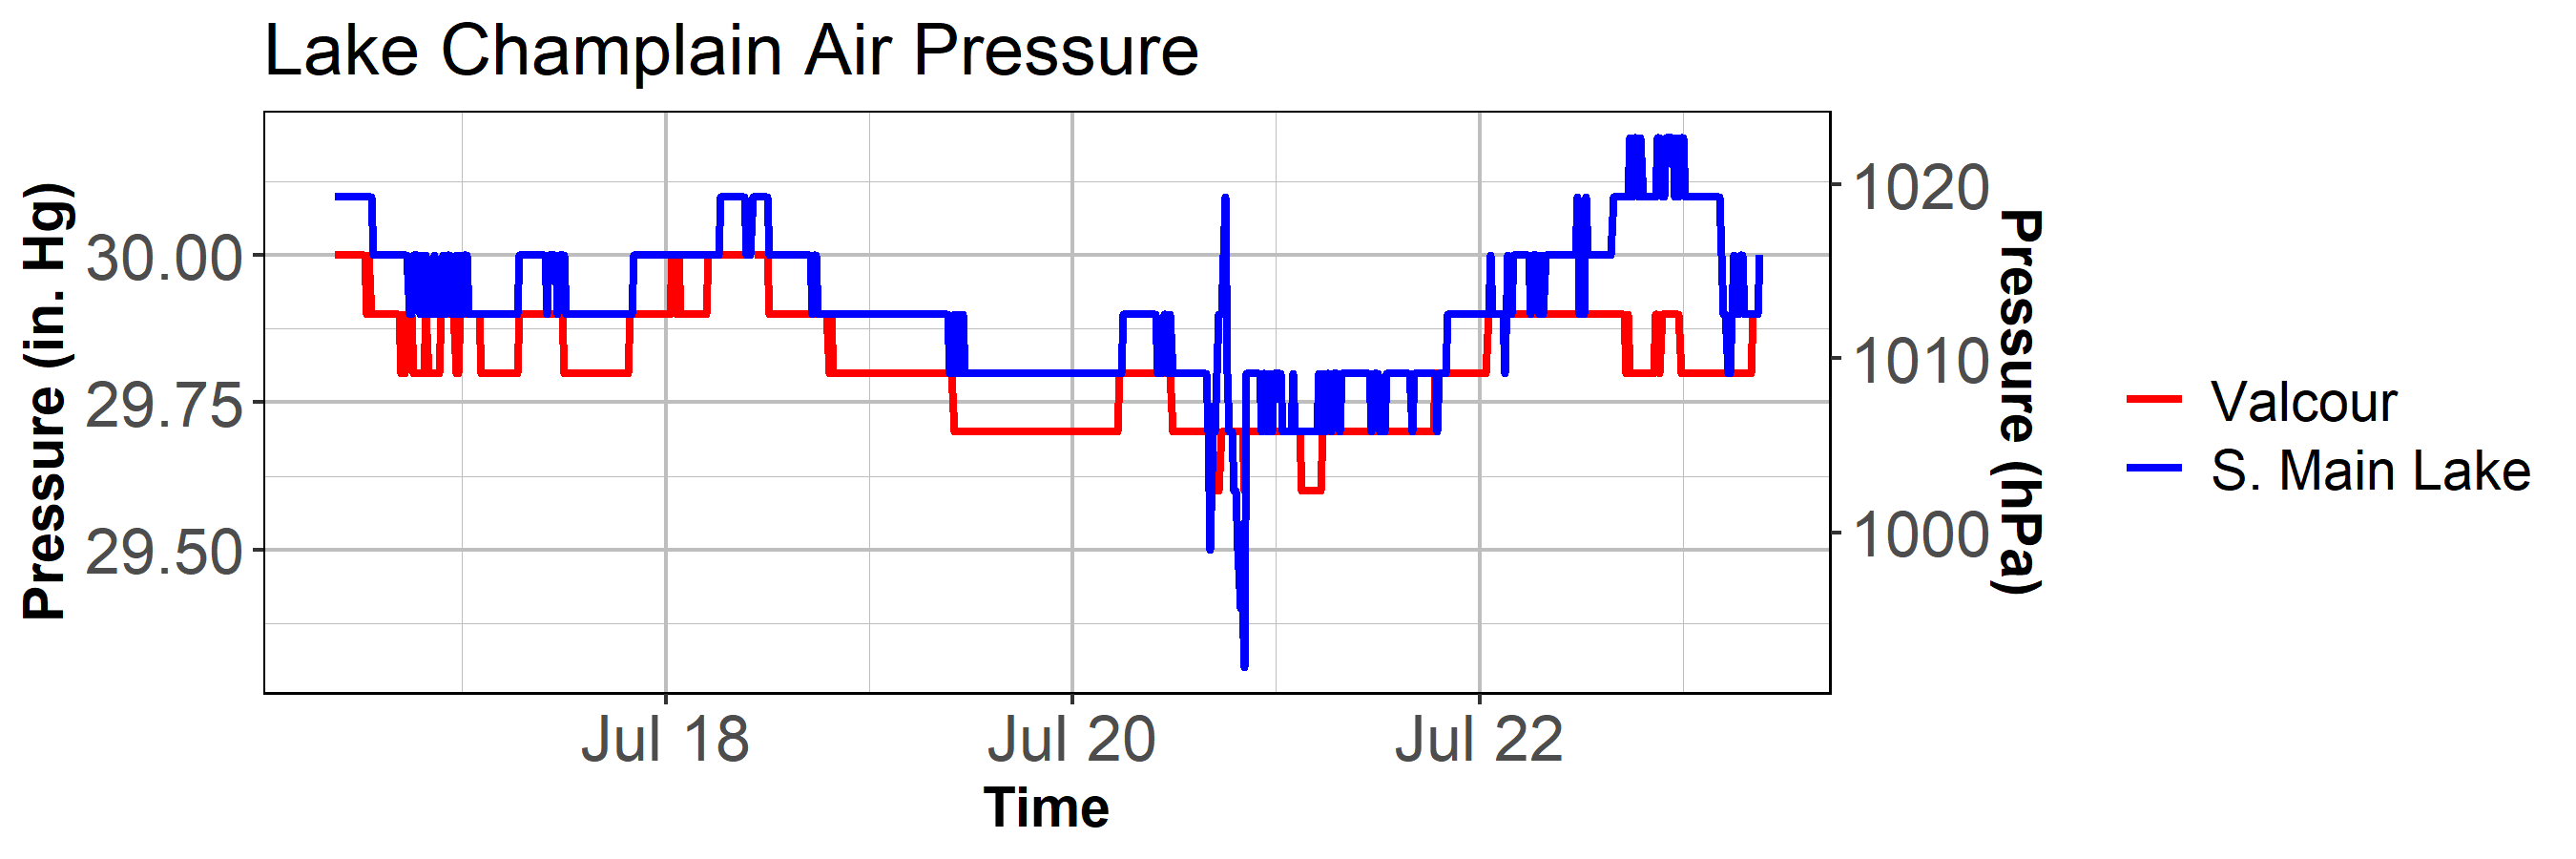 Lake Champlain Air Pressure
Pressure (in. Hg)
30.00
29.75
29.50
1020
1010
1000
Pressure (hPa)
Jul 18
Jul 20
Jul 22
Time
Valcour
S. Main Lake